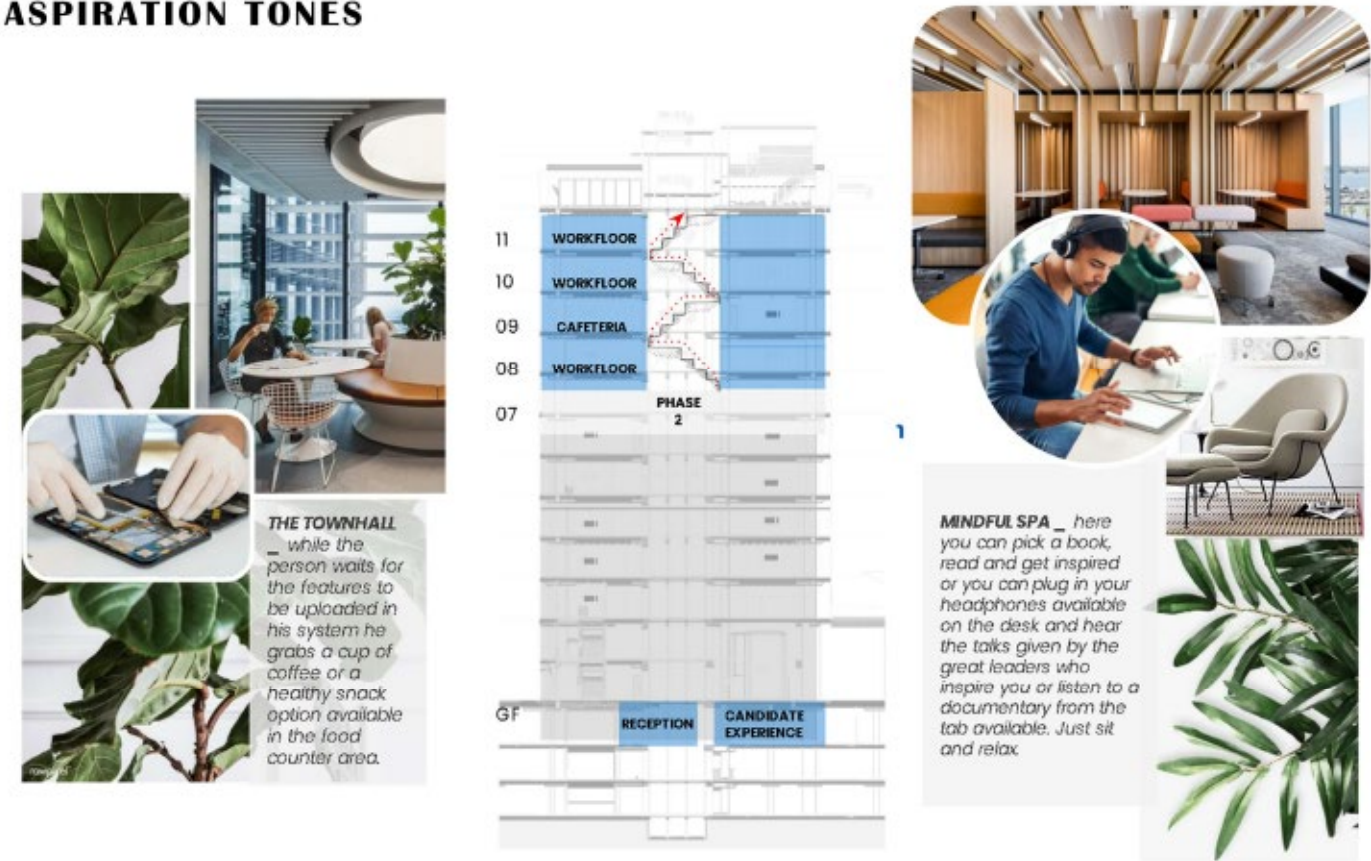 ASPIRATION TONES
11
WORKFLOOR
10
WORKFLOOR
09
CAFETERIA
08
WORKFLOOR
07
PHASE
2
GF
RECEPTION
CANDIDATE
EXPERIENCE
THE TOWNHALL
_ while the
person waits for
the features to
be uploaded in
his system he
grabs a cup of
coffee or a
healthy snack
option available
in the food
counter area.
MINDFUL SPA _ here
you can pick a book,
read and get inspired
or you can plug in your
headphones available
on the desk and hear
the talks given by the
great leaders who
inspire you or listen to a
documentary from the
tab available. Just sit
and relax.